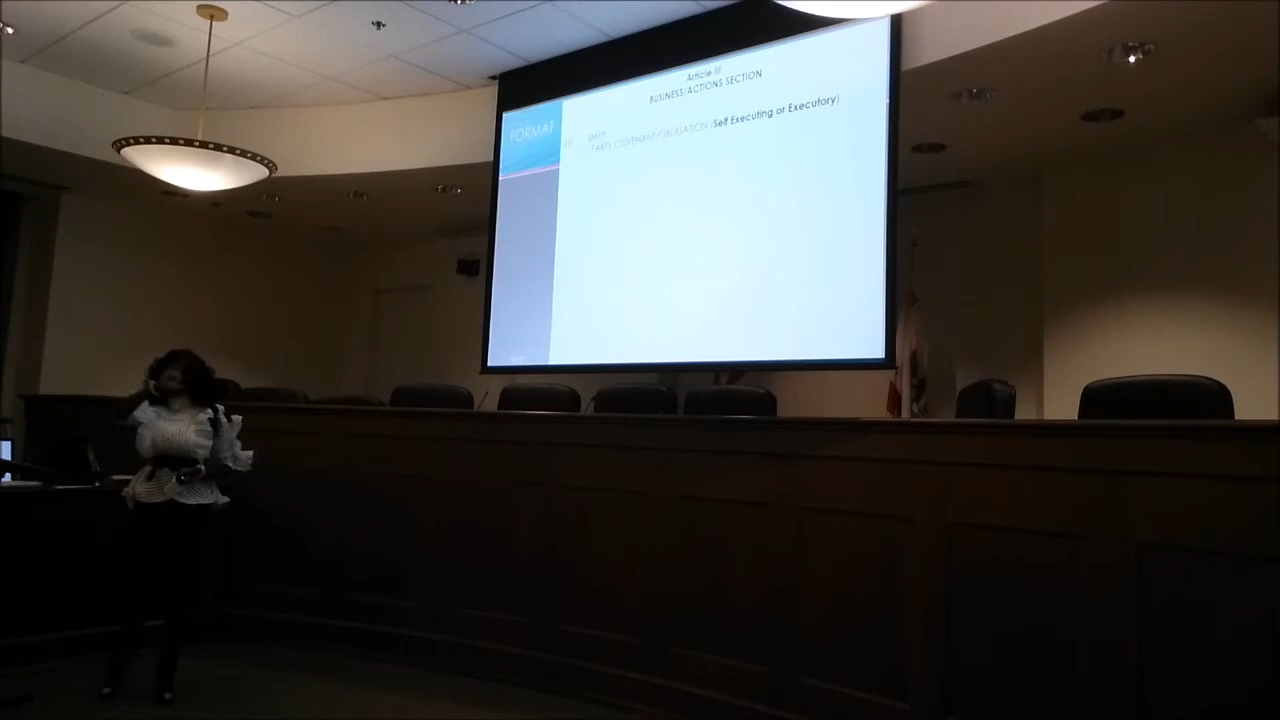 Article III
BUSINESS/ACTIONS SECTION
FORMAT
PARTY COVENANT/OBLIGATION (Self Executing or Executory)